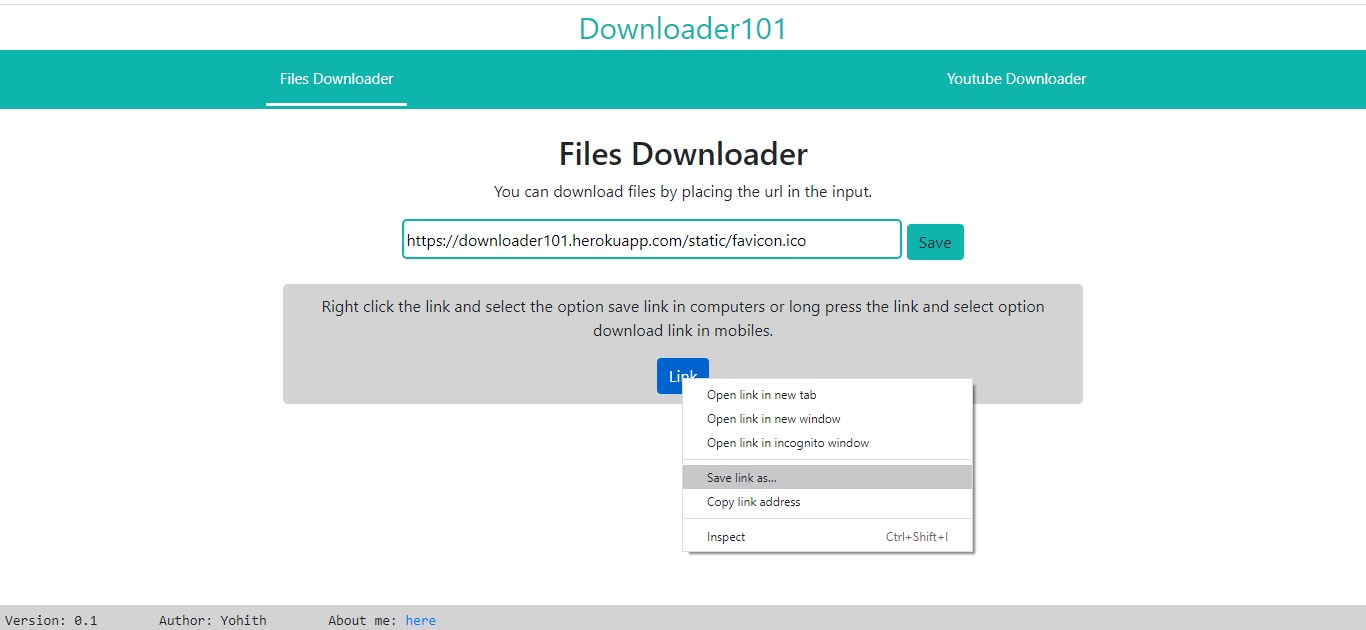 Downloader101
Files Downloader
Youtube Downloader
Files Downloader
You can download files by placing the url in the input.
https://downloader101.herokuapp.com/static/favicon.ico
Save
Right click the link and select the option save link in computers or long press the link and select option
download link in mobiles.
Link
Open link in new tab
Open link in new window
Open link in incognito window
Save link as...
Copy link address
Inspect Ctrl+Shift+I
Version: 0.1 Author: Yohith About me: here